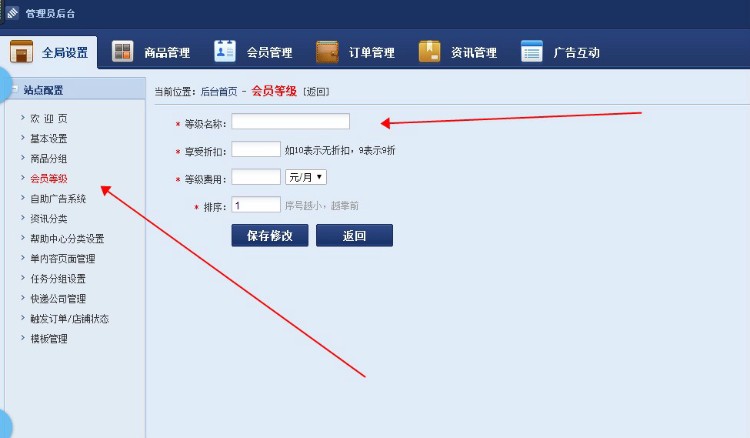 管理员后台
全局设置 商品管理 会员管理 订单管理 资讯管理 广告互动
站点配置
欢 迎 页
基本设置
商品分组
会员等级
自助广告系统
资讯分类
帮助中心分类设置
单内容页面管理
任务分组设置
快递公司管理
触发订单/店铺状态
模板管理
当前位置: 后台首页 - 会员等级 [返回]
* 等级名称:
* 享受折扣: 如10表示无折扣，9表示9折
* 等级费用: 元/月
* 排序: 1 序号越小，越靠前
保存修改 返回